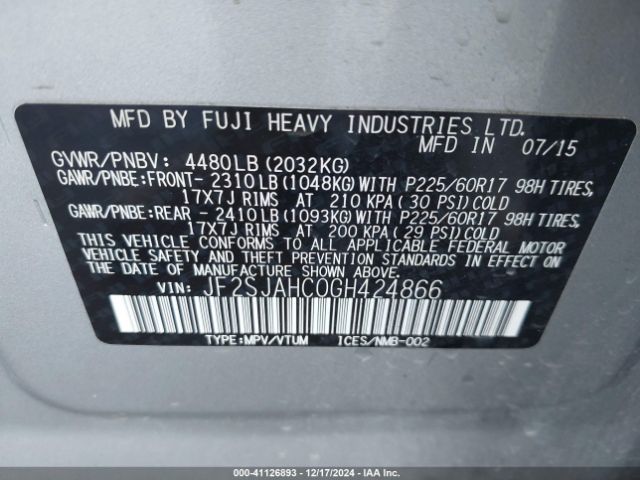 MFD BY FUJI HEAVY INDUSTRIES LTD.
MFD IN 07/15
GVWR/PNBV: 4480LB (2032KG)
GAWR/PNBE:FRONT- 2310LB(1048KG)WITH P225/60R17 98H TIRES,
17X7J RIMS AT 210 KPA(30 PSI)COLD
GAWR/PNBE:REAR - 2410LB(1093KG)WITH P225/60R17 98H TIRES,
17X7J RIMS AT 200 KPA(29 PSI)COLD
THIS VEHICLE CONFORMS TO ALL APPLICABLE FEDERAL MOTOR
VEHICLE SAFETY AND THEFT PREVENTION STANDARDS IN EFFECT ON
THE DATE OF MANUFACTURE SHOWN ABOVE.
VIN: JF2SJAHC0GH424866
TYPE:MPV/VTUM ICES/NMB-002
000-41126893 - 12/17/2024 - IAAI.COM